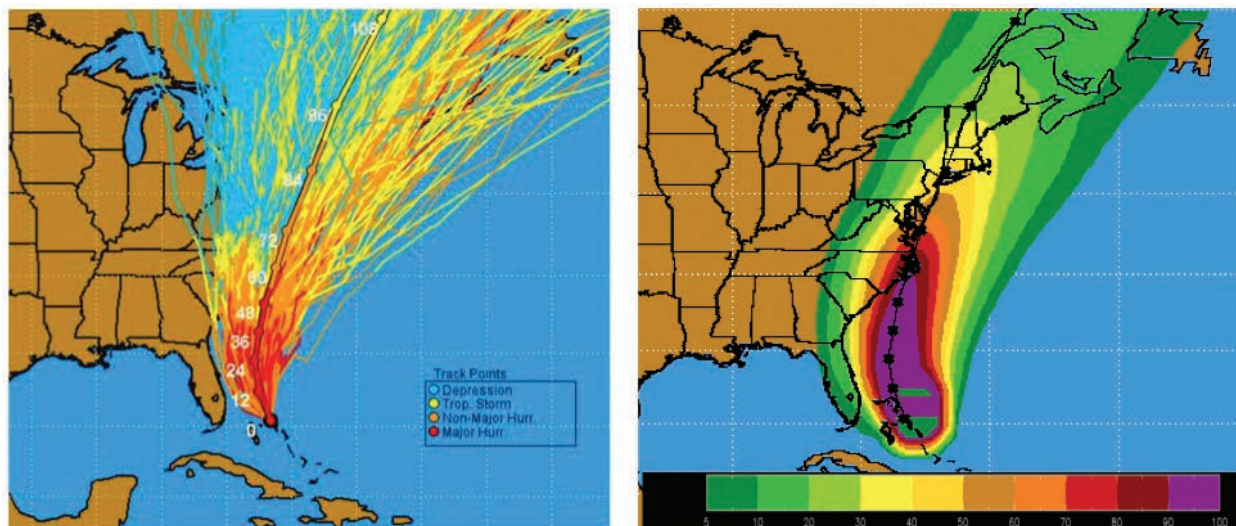 108
96
84
72
60
48
36
24
12
0
Track Points
Depression
Trop. Storm
Non-Major Hurr.
Major Hurr.
5 10 20 30 40 50 60 70 80 90 100